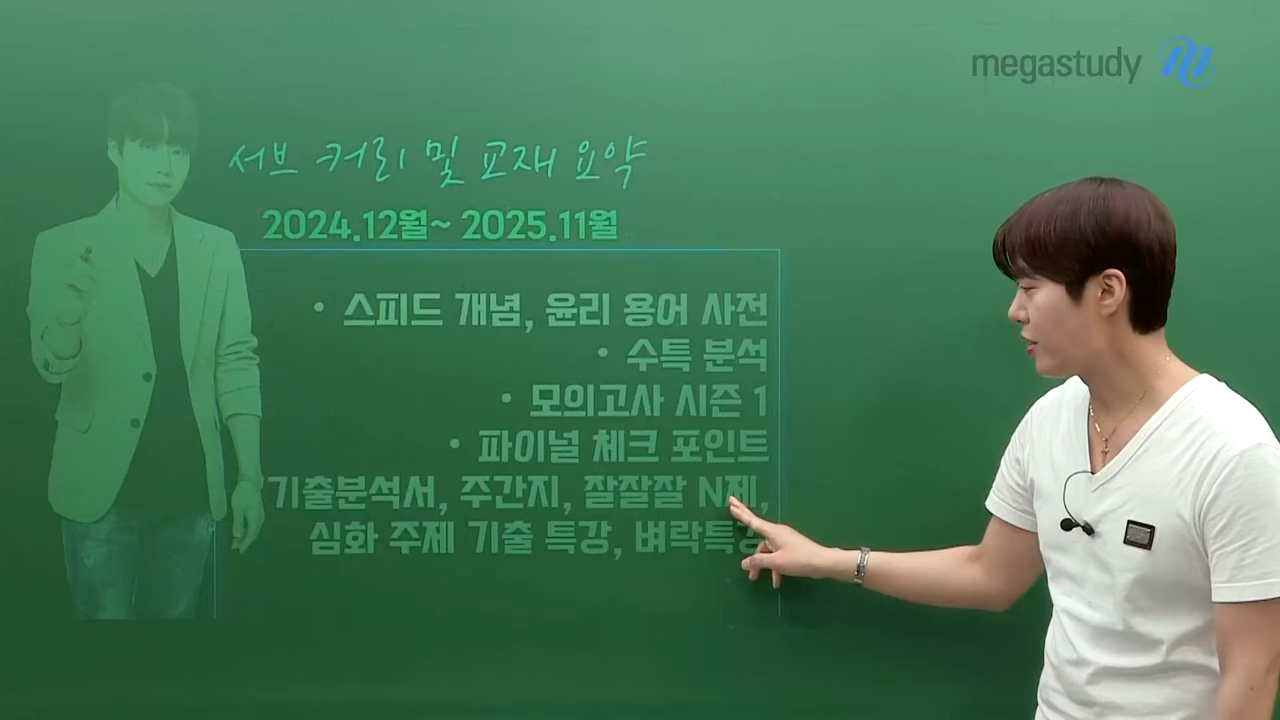 megastudy
서브 커리 및 교재 요약
2024.12월~ 2025.11월
• 스피드 개념, 윤리 용어 사전
• 수특 분석
• 모의고사 시즌 1
• 파이널 체크 포인트
기출분석서, 주간지, 잘잘잘 N제,
심화 주제 기출 특강, 벼락특강